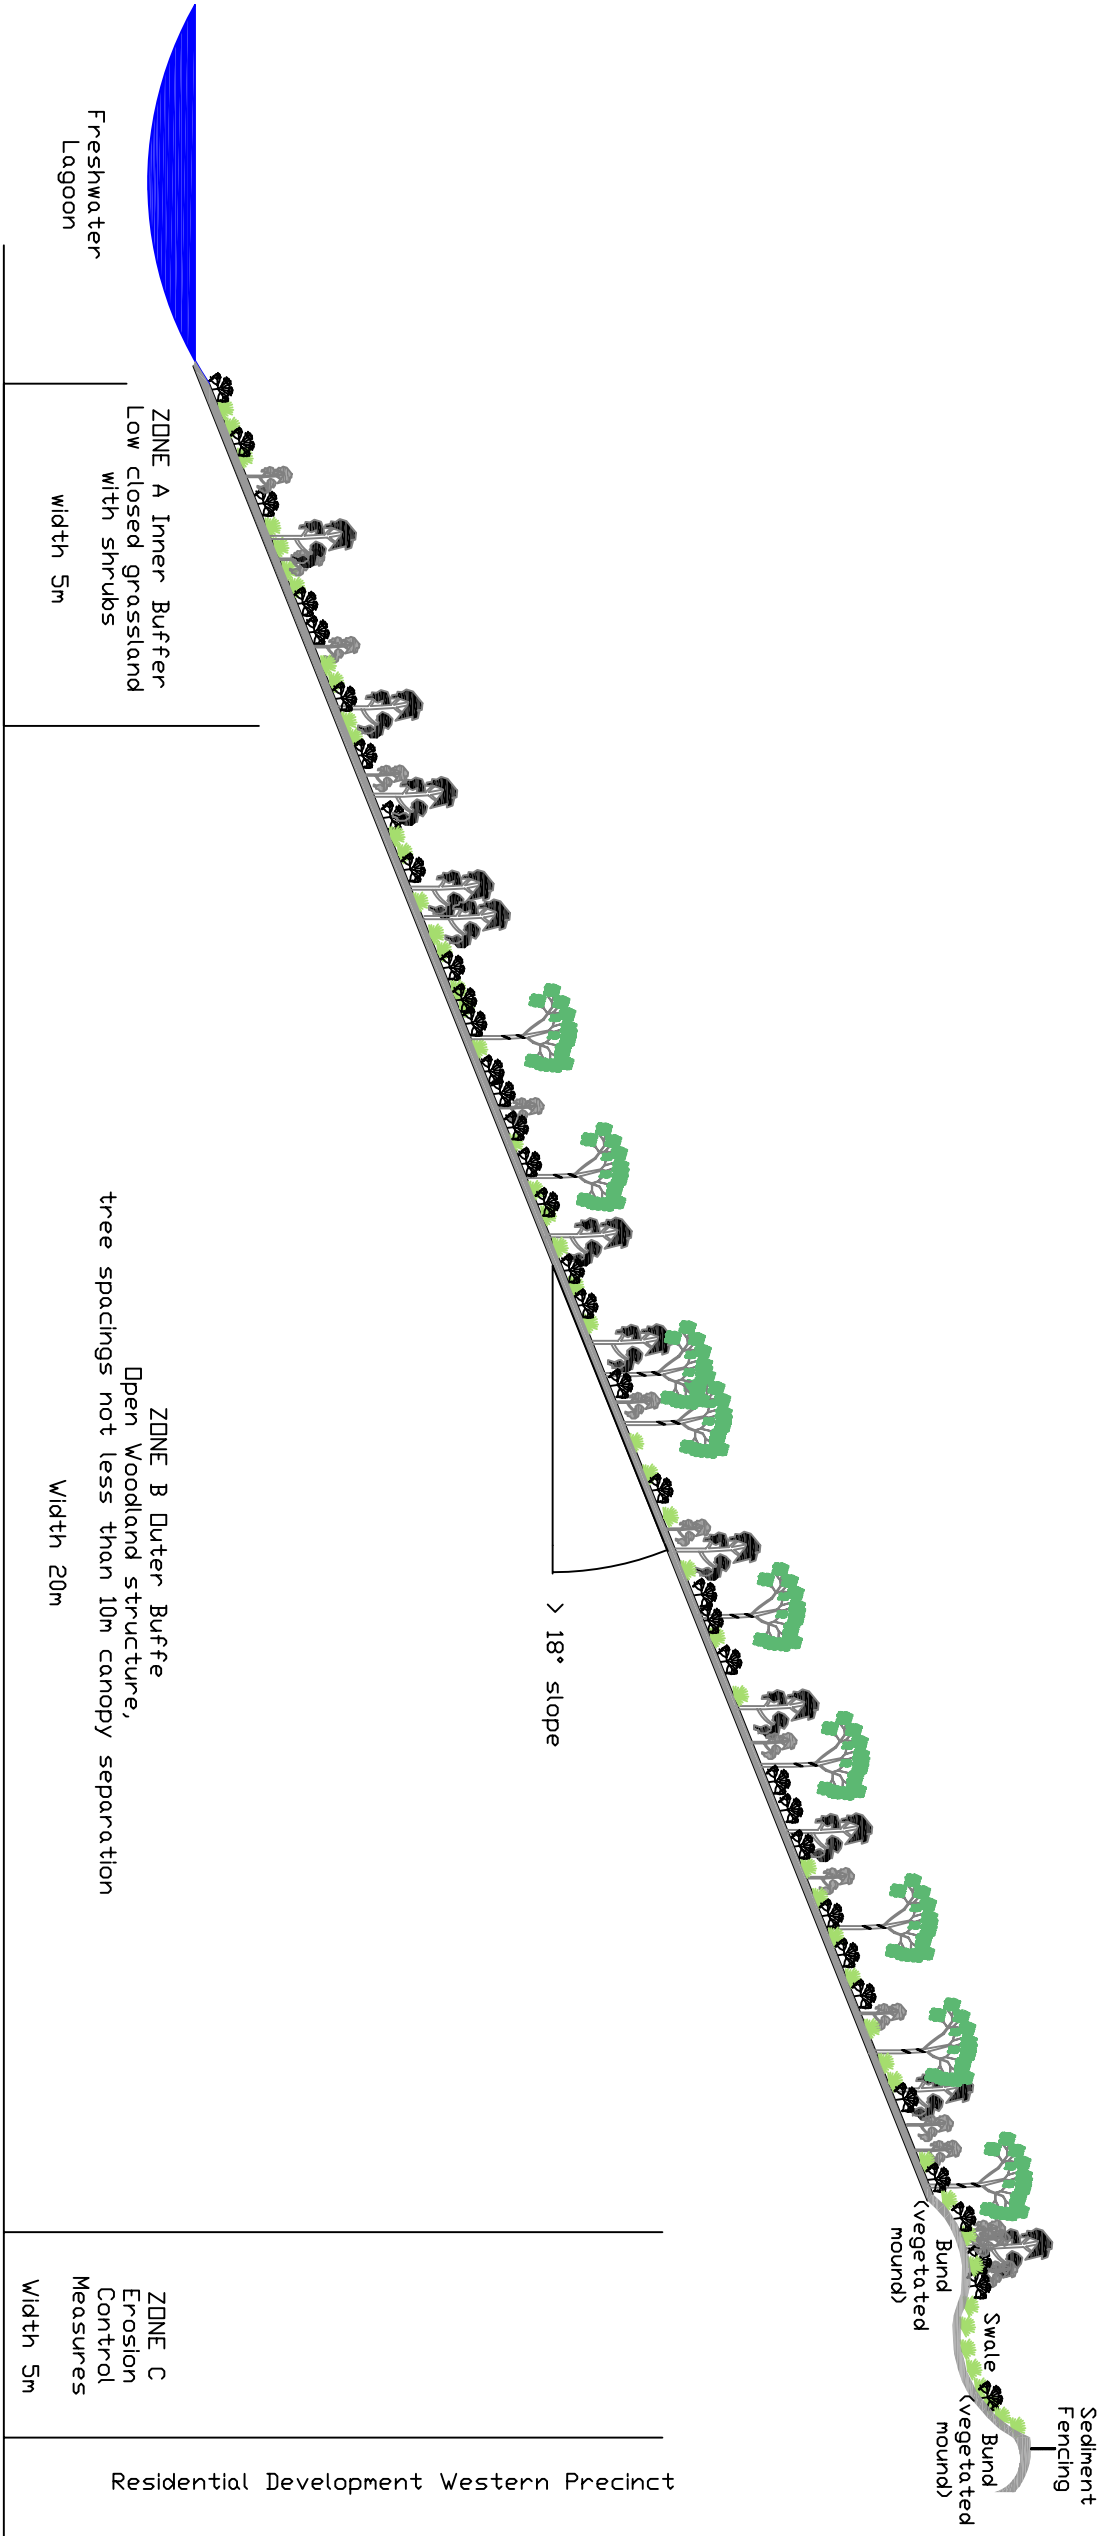 Freshwater
Lagoon
ZONE A Inner Buffer
Low closed grassland
with shrubs
width 5m
ZONE B Outer Buffe
Open Woodland structure,
tree spacings not less than 10m canopy separation
Width 20m
> 18° slope
Bund
(vegetated
mound)
Swale
Sediment
Fencing
Bund
(vegetated
mound)
ZONE C
Erosion
Control
Measures
Width 5m
Residential Development Western Precinct